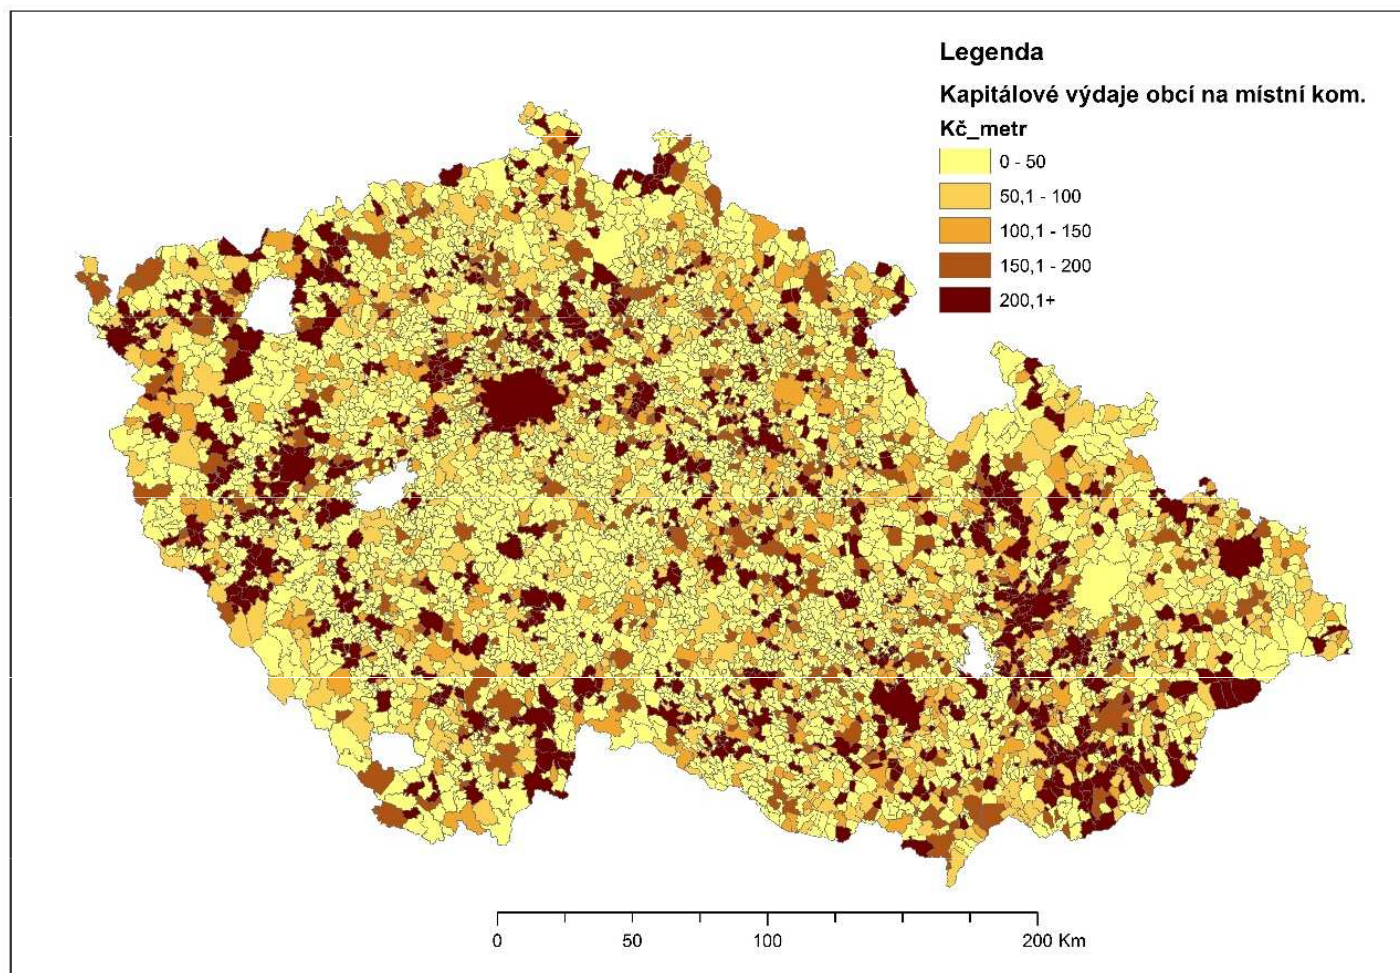 Legenda
Kapitálové výdaje obcí na místní kom.
Kč_metr
0 - 50
50,1 - 100
100,1 - 150
150,1 - 200
200,1+
0 50 100 200 Km